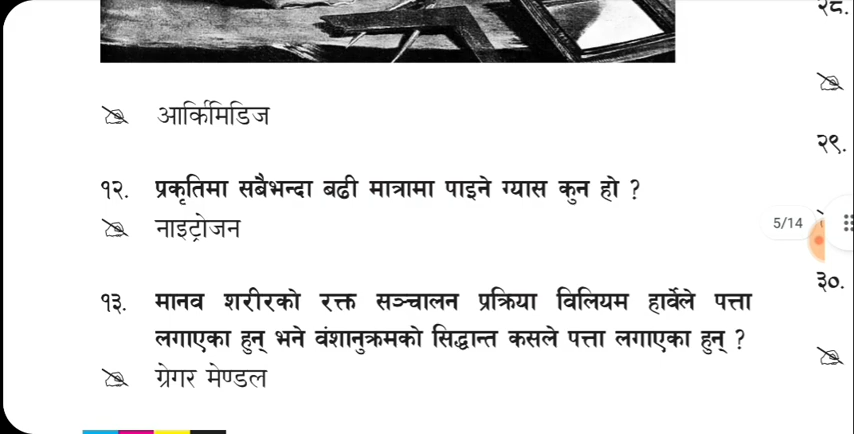 आर्किमिडिज
१२. प्रकृतिमा सबैभन्दा बढी मात्रामा पाइने ग्यास कुन हो ?
नाइट्रोजन
१३. मानव शरीरको रक्त सञ्चालन प्रक्रिया विलियम हार्वेले पत्ता
लगाएका हुन् भने वंशानुक्रमको सिद्धान्त कसले पत्ता लगाएका हुन् ?
ग्रेगर मेण्डल
२८.
२९.
5/14
३०.